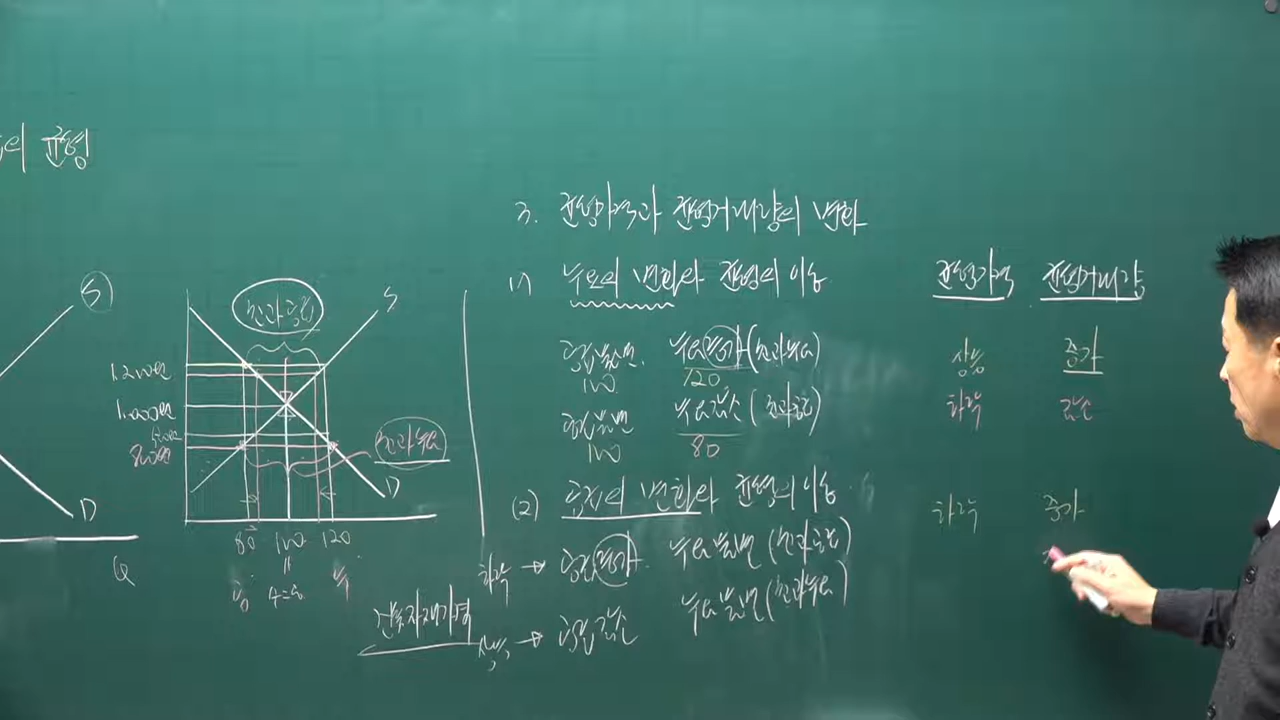 의 균형
S
D
Q
초과공급
S
1,200원
1,000원
800원
초과수요
D
80 100 120
건축자재가격
3. 균형가격과 균형거래량의 변화
1) 수요의 변화와 균형의 이동 균형가격 균형거래량
공급불변 수요증가 (초과수요) 상승 증가
100 120
공급불변 수요감소 (초과공급) 하락 감소
100 80
(2) 공급의 변화와 균형의 이동
하락 → 공급증가 수요불변 (초과공급) 하락 증가
상승 → 공급감소 수요불변 (초과수요)